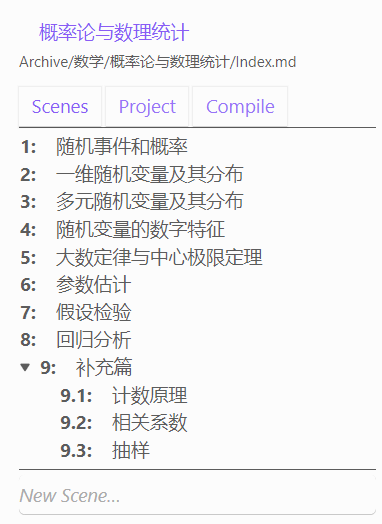 概率论与数理统计
Archive/数学/概率论与数理统计/Index.md
Scenes Project Compile
1: 随机事件和概率
2: 一维随机变量及其分布
3: 多元随机变量及其分布
4: 随机变量的数字特征
5: 大数定律与中心极限定理
6: 参数估计
7: 假设检验
8: 回归分析
9: 补充篇
9.1: 计数原理
9.2: 相关系数
9.3: 抽样
New Scene...